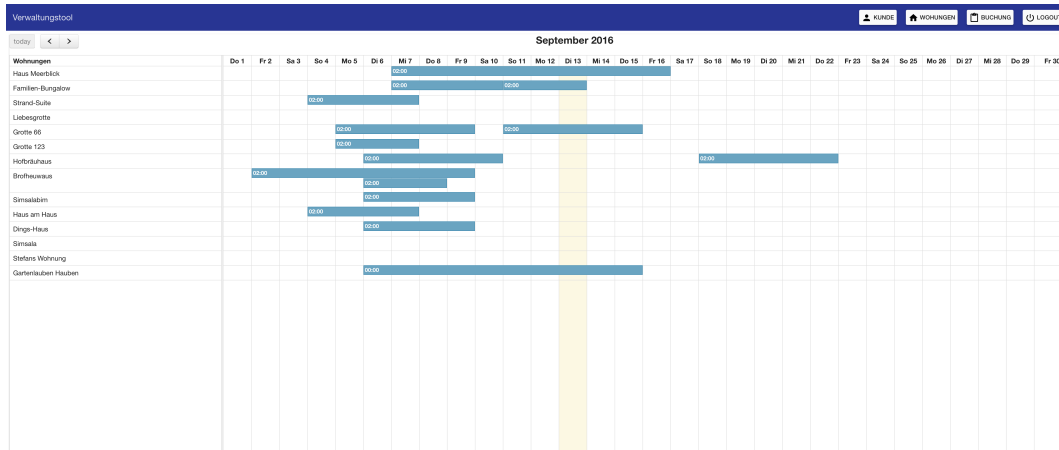 Verwaltungstool KUNDE WOHUNGEN BUCHUNG LOGOUT
today September 2016
Wohnungen Do 1 Fr 2 Sa 3 So 4 Mo 5 Di 6 Mi 7 Do 8 Fr 9 Sa 10 So 11 Mo 12 Di 13 Mi 14 Do 15 Fr 16 Sa 17 So 18 Mo 19 Di 20 Mi 21 Do 22 Fr 23 Sa 24 So 25 Mo 26 Di 27 Mi 28 Do 29 Fr 30
Haus Meerblick 02:00
Familien-Bungalow 02:00 02:00
Strand-Suite 02:00
Liebesgrotte
Grotte 66 02:00 02:00
Grotte 123 02:00
Hofbräuhaus 02:00 02:00
Brofheuwaus 02:00
02:00
Simsalabim 02:00
Haus am Haus 02:00
Dings-Haus 02:00
Simsala
Stefans Wohnung
Gartenlauben Hauben 00:00